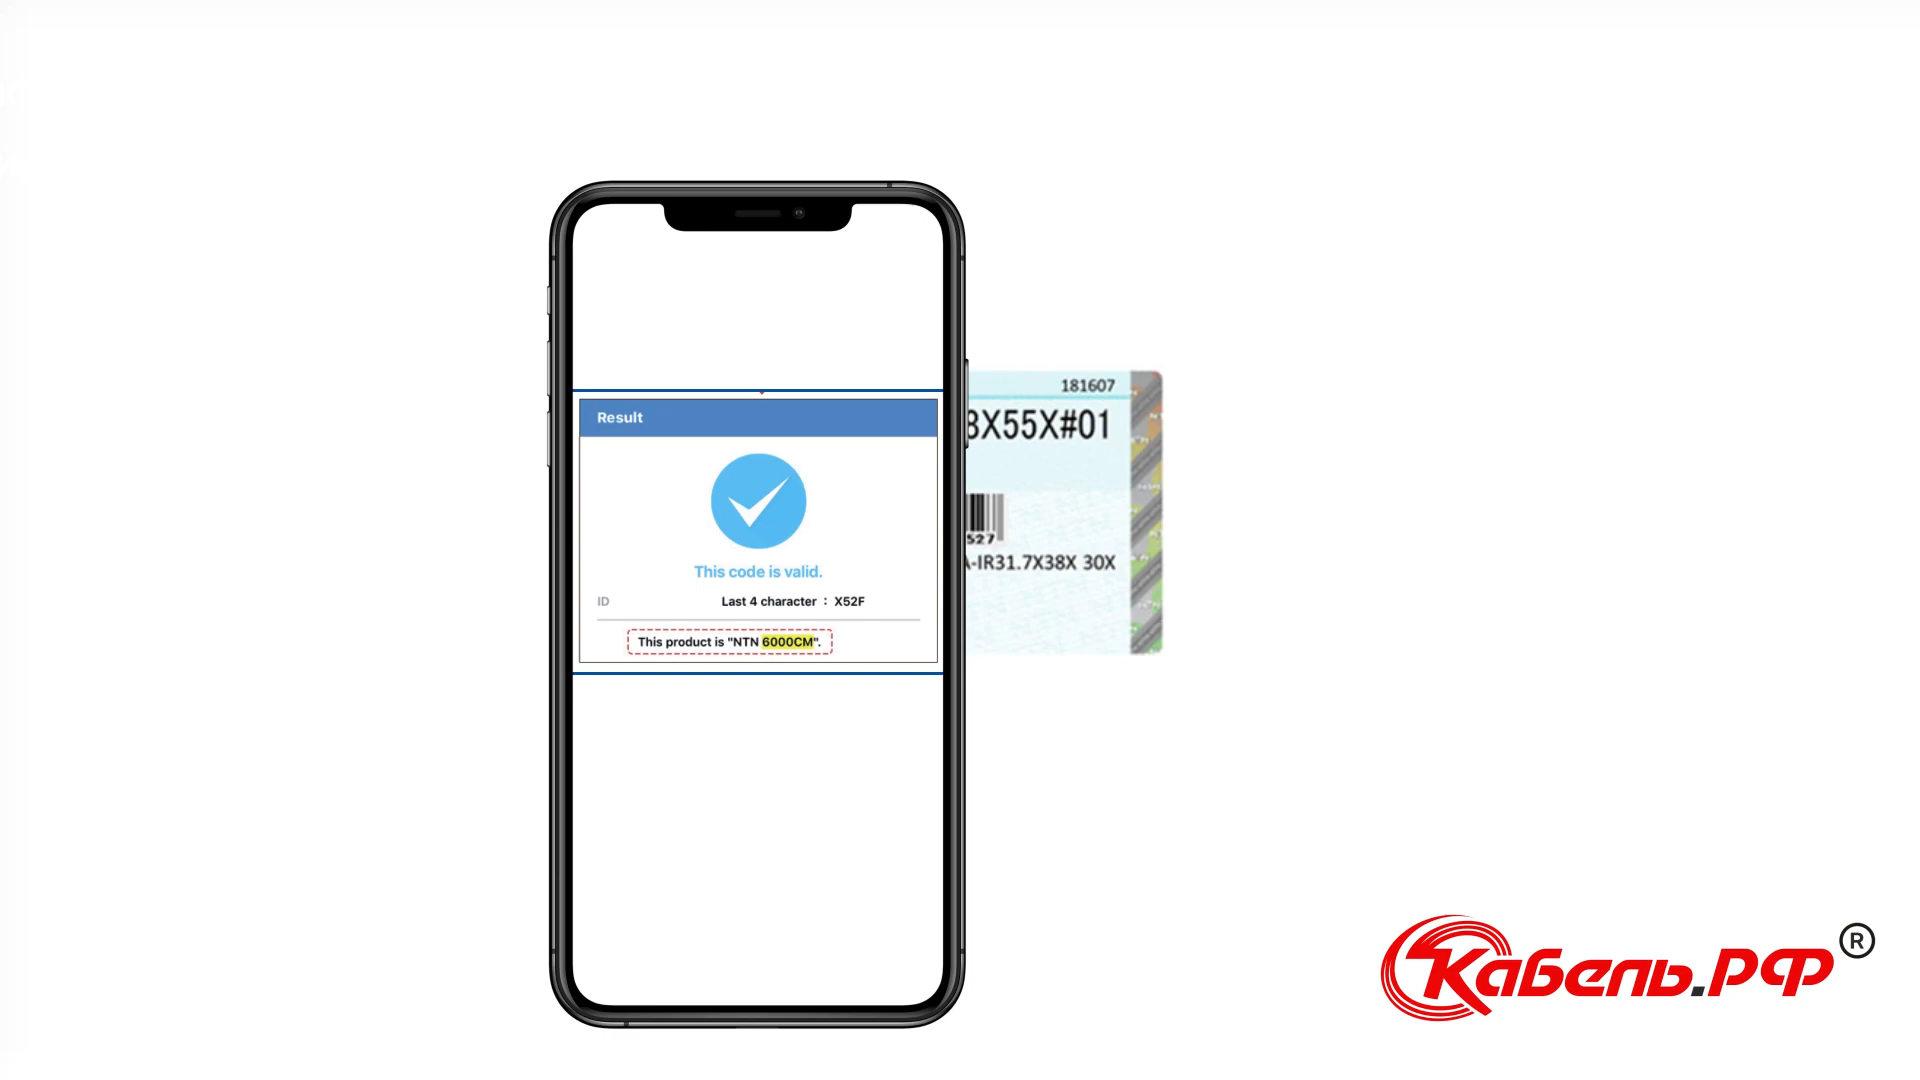 181607
8X55X#01
527
A-IR31.7X38X 30X
Result
This code is valid.
ID Last 4 character : X52F
This product is "NTN 6000CM".
Кабель.РФ ®